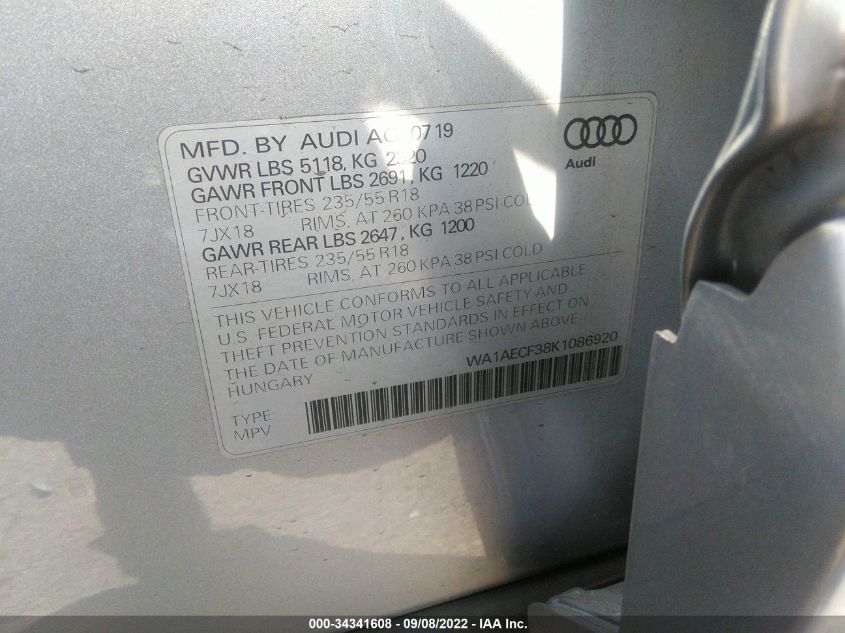 MFD. BY AUDI AG 07 19
GVWR LBS 5118, KG 2320
GAWR FRONT LBS 2691, KG 1220
FRONT-TIRES 235/55 R18
7JX18 RIMS, AT 260 KPA 38 PSI COLD
GAWR REAR LBS 2647, KG 1200
REAR-TIRES 235/55 R18
7JX18 RIMS, AT 260 KPA 38 PSI COLD
Audi
THIS VEHICLE CONFORMS TO ALL APPLICABLE
U.S. FEDERAL MOTOR VEHICLE SAFETY AND
THEFT PREVENTION STANDARDS IN EFFECT ON
THE DATE OF MANUFACTURE SHOWN ABOVE.
HUNGARY WA1AECF38K1086920
TYPE
MPV
000-34341608 - 09/08/2022 - IAA Inc.